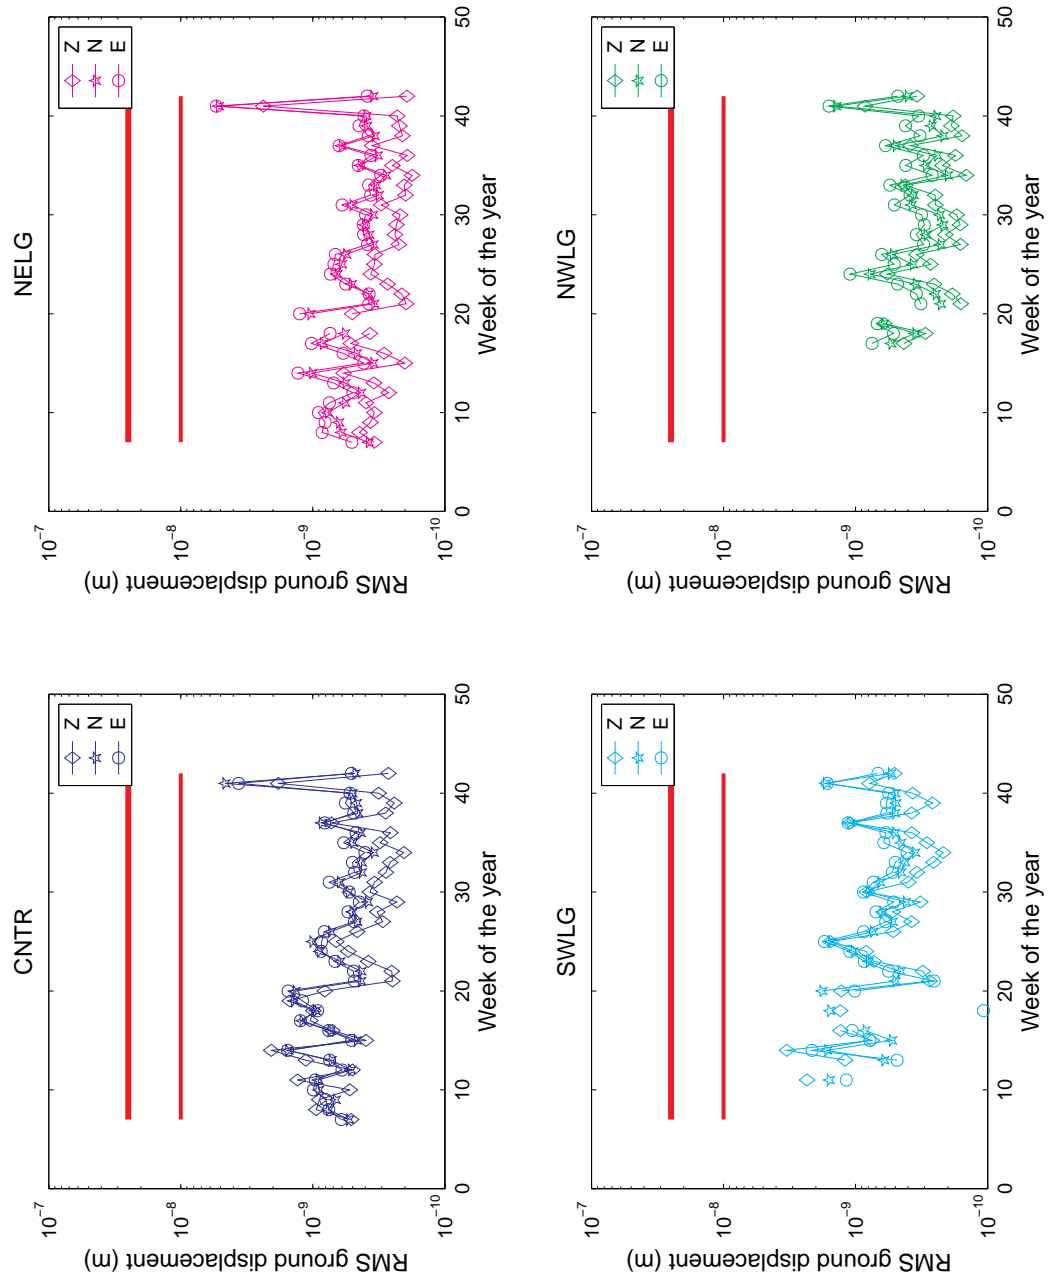 CNTR
RMS ground displacement (m)
10⁻⁷
10⁻⁸
10⁻⁹
10⁻¹⁰
0
10
20
30
40
50
Week of the year
Z
N
E
NELG
RMS ground displacement (m)
10⁻⁷
10⁻⁸
10⁻⁹
10⁻¹⁰
0
10
20
30
40
50
Week of the year
Z
N
E
SWLG
RMS ground displacement (m)
10⁻⁷
10⁻⁸
10⁻⁹
10⁻¹⁰
0
10
20
30
40
50
Week of the year
Z
N
E
NWLG
RMS ground displacement (m)
10⁻⁷
10⁻⁸
10⁻⁹
10⁻¹⁰
0
10
20
30
40
50
Week of the year
Z
N
E